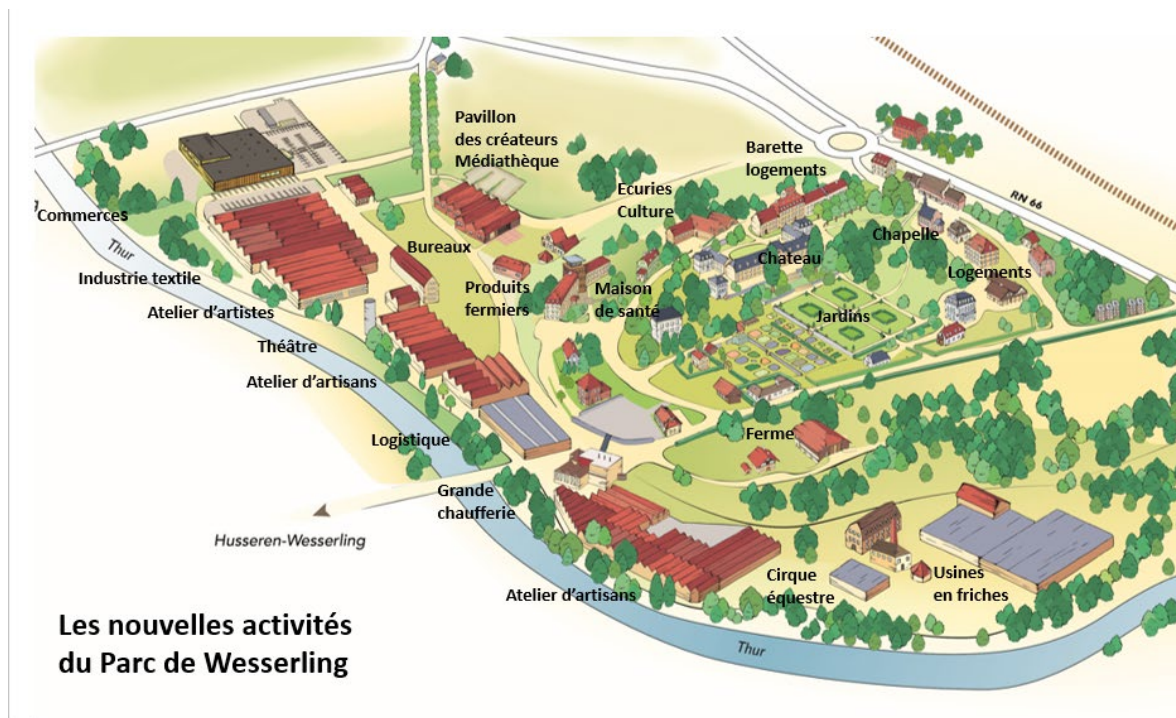 Pavillon
des créateurs
Médiathèque
Barette
logements
Ecuries
Culture
RN 66
Commerces
Thur
Bureaux
Chapelle
Chateau
Logements
Industrie textile
Produits
fermiers
Maison
de santé
Atelier d'artistes
Jardins
Théâtre
Atelier d'artisans
Logistique
Ferme
Grande
chaufferie
Husseren-Wesserling
Cirque
équestre
Usines
en friches
Atelier d'artisans
Thur
Les nouvelles activités
du Parc de Wesserling